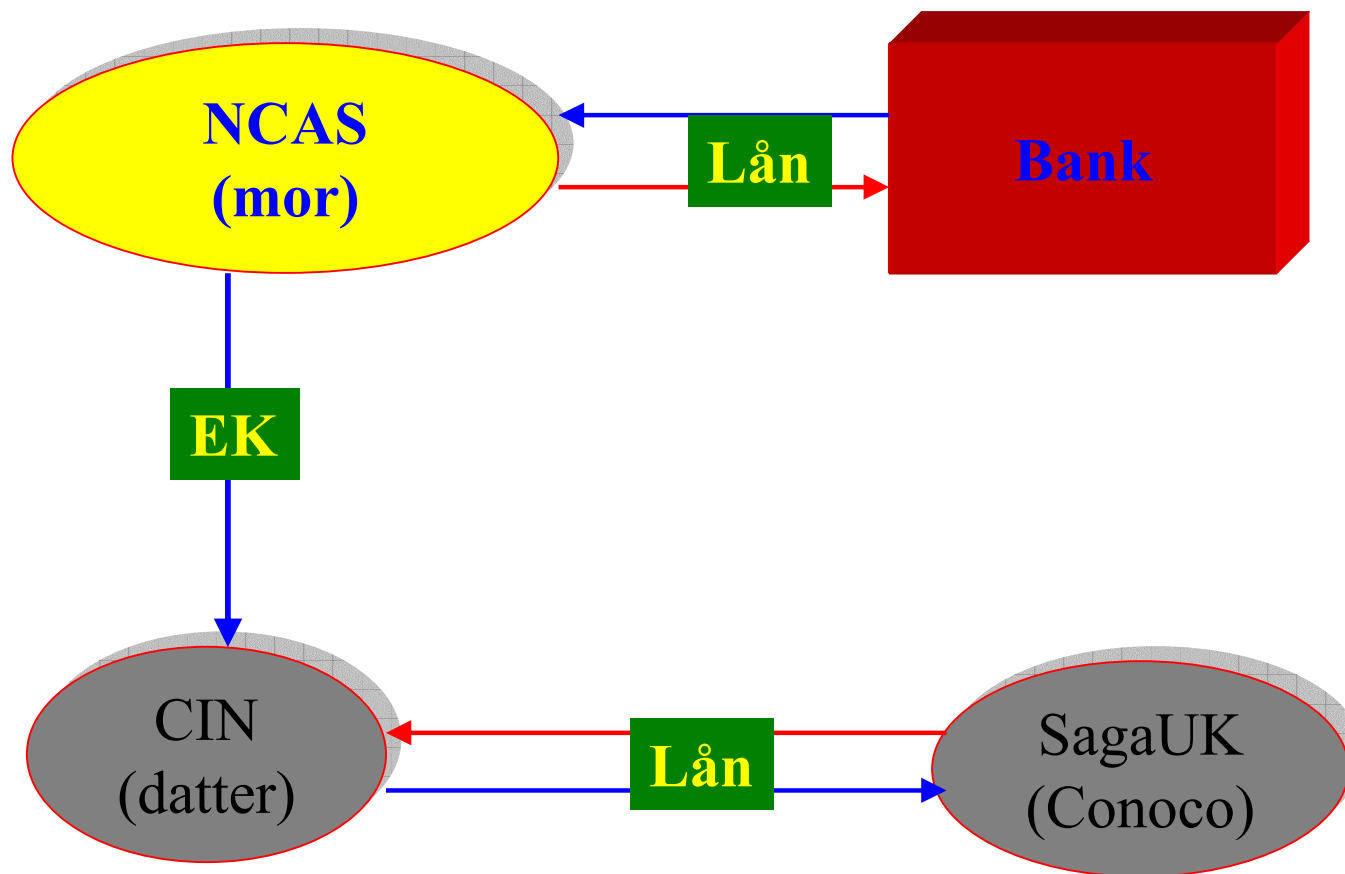 NCAS
(mor)
Lån
Bank
EK
CIN
(datter)
Lån
SagaUK
(Conoco)